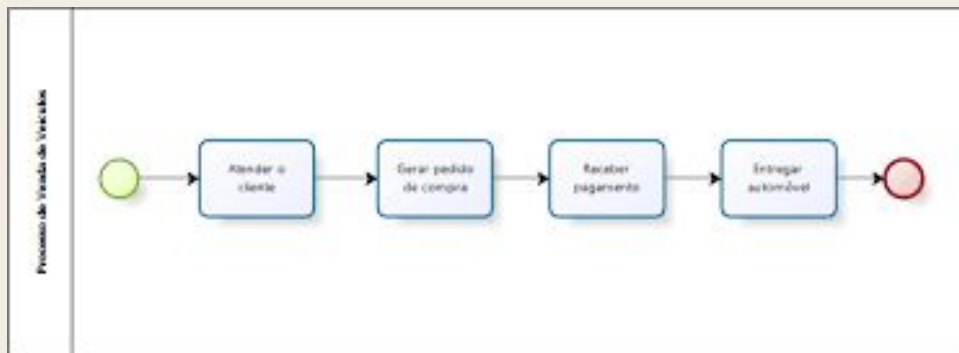 Processo de Venda de Veículos
Atender o
cliente
Gerar pedido
de compra
Receber
pagamento
Entregar
automóvel